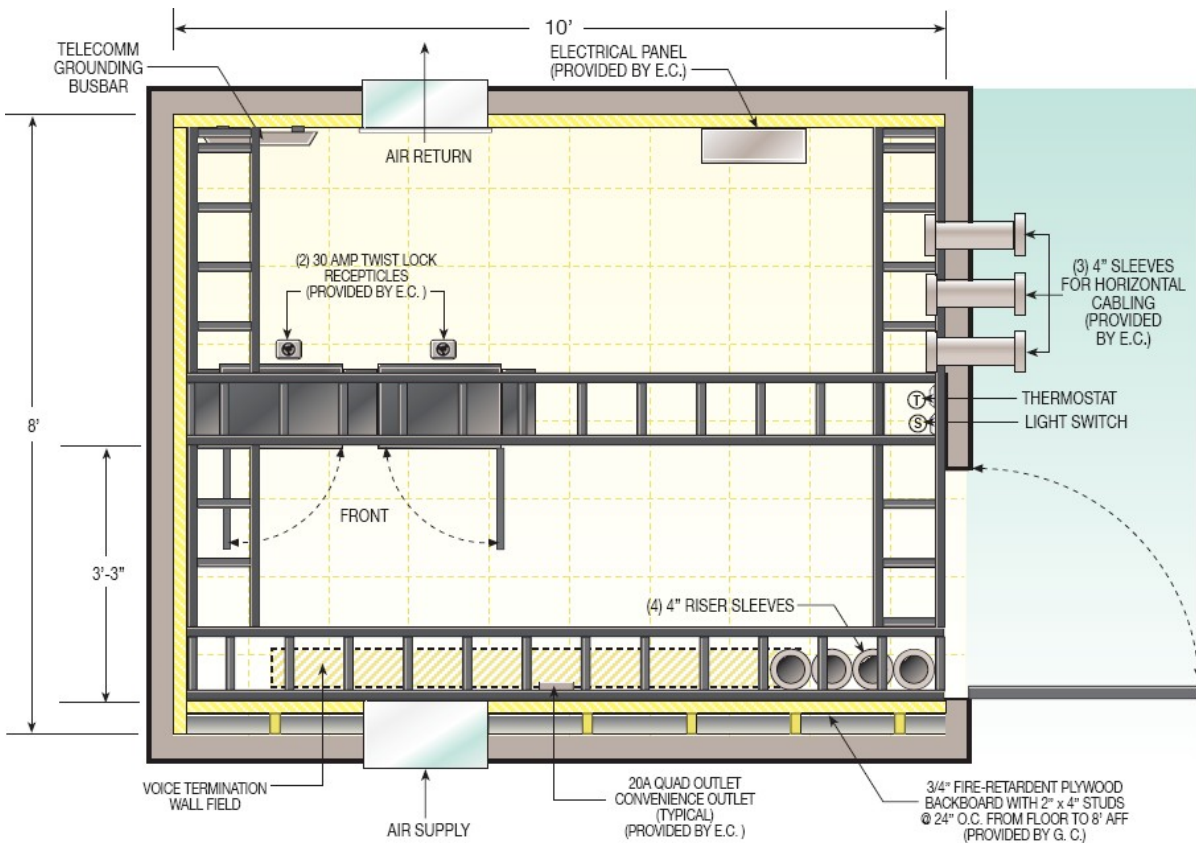 10’
TELECOMM
GROUNDING
BUSBAR
ELECTRICAL PANEL
(PROVIDED BY E.C.)
AIR RETURN
(2) 30 AMP TWIST LOCK
RECEPTICLES
(PROVIDED BY E.C. )
(3) 4” SLEEVES
FOR HORIZONTAL
CABLING
(PROVIDED
BY E.C.)
T
THERMOSTAT
S
LIGHT SWITCH
8’
FRONT
3’-3”
(4) 4” RISER SLEEVES
VOICE TERMINATION
WALL FIELD
AIR SUPPLY
20A QUAD OUTLET
CONVENIENCE OUTLET
(TYPICAL)
(PROVIDED BY E.C. )
3/4” FIRE-RETARDENT PLYWOOD
BACKBOARD WITH 2” x 4” STUDS
@ 24” O.C. FROM FLOOR TO 8’ AFF
(PROVIDED BY G. C.)